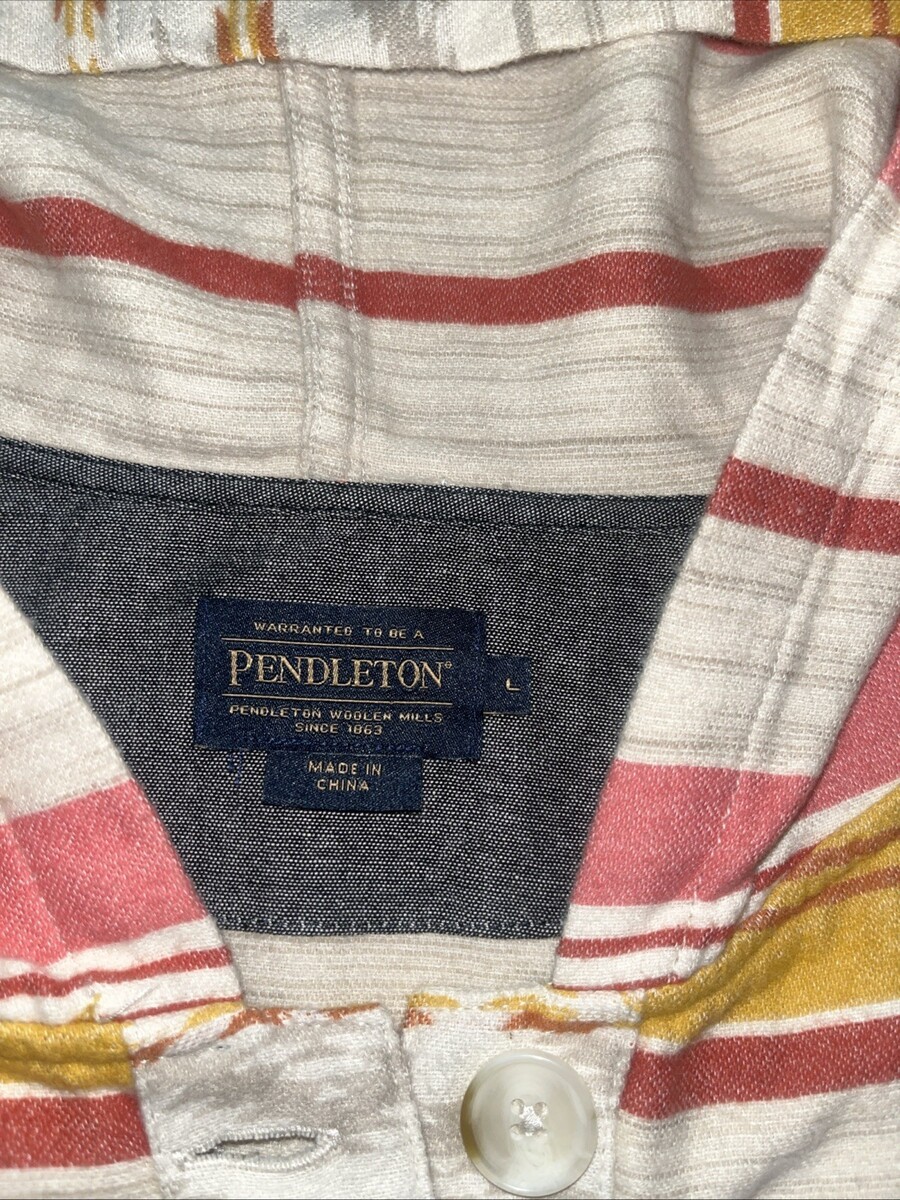 WARRANTED TO BE A
PENDLETON®
PENDLETON WOOLEN MILLS
SINCE 1863
L
MADE IN
CHINA